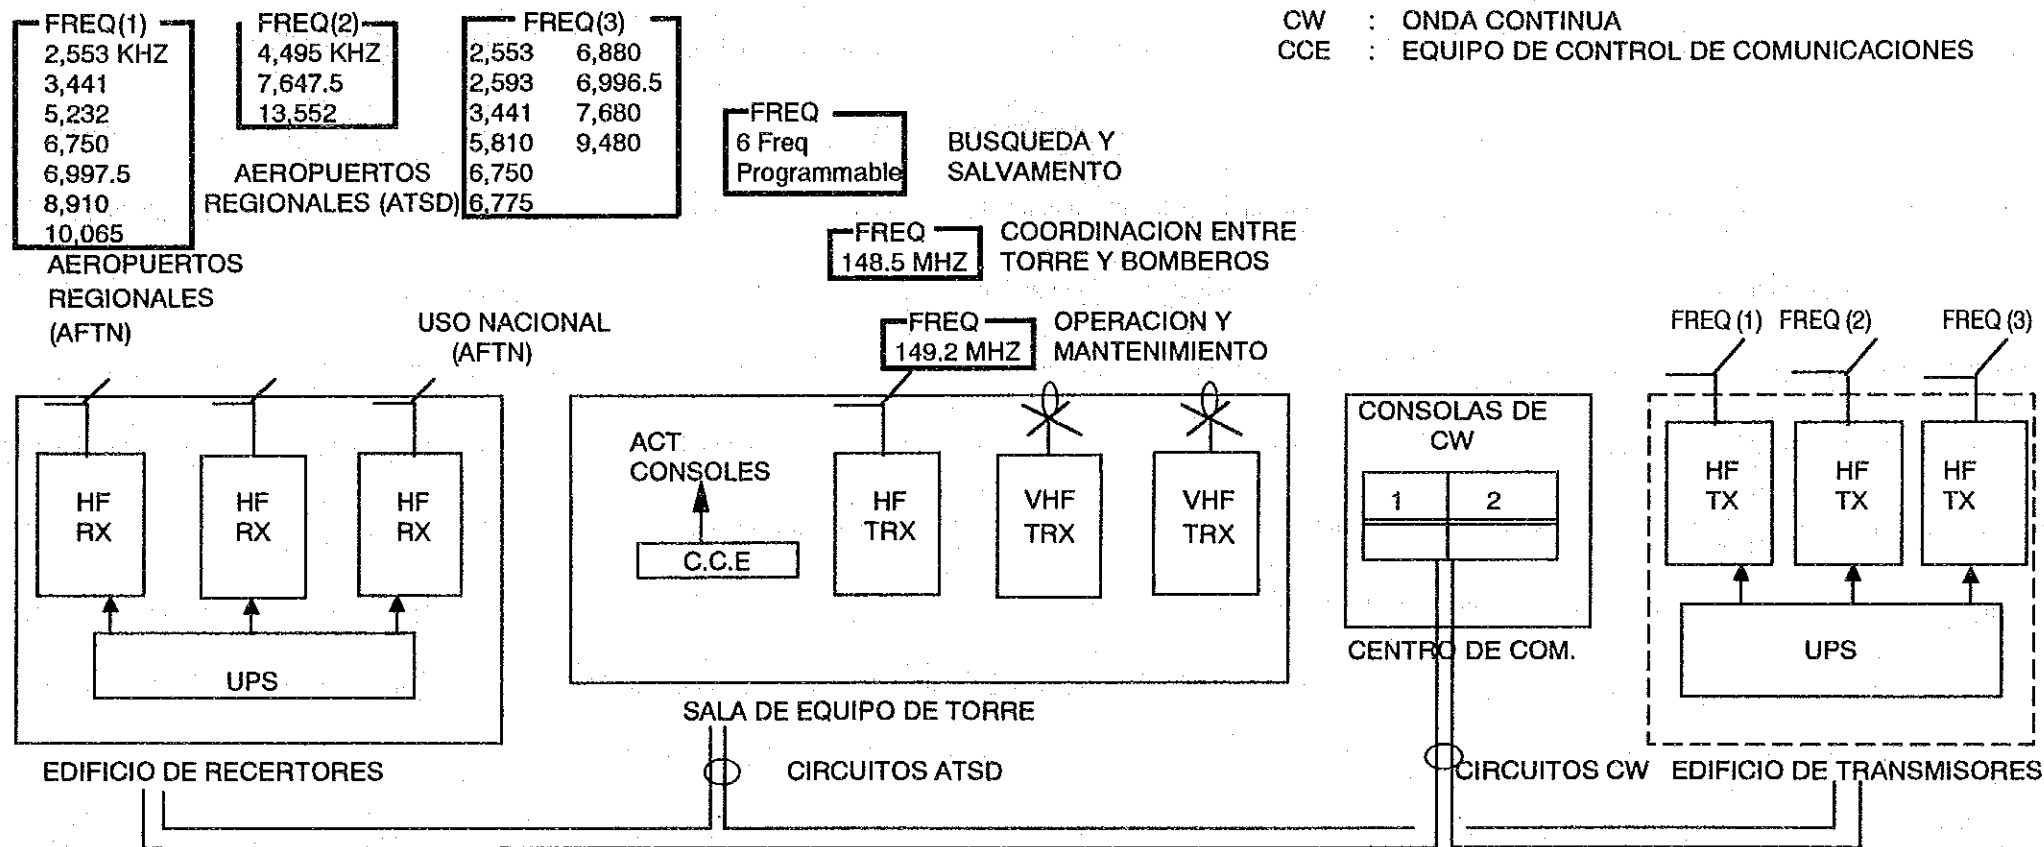 CW : ONDA CONTINUA
CCE : EQUIPO DE CONTROL DE COMUNICACIONES
FREQ(1)
2,553 KHZ
3,441
5,232
6,750
6,997.5
8,910
10,065
AEROPUERTOS
REGIONALES
(AFTN)
FREQ(2)
4,495 KHZ
7,647.5
13,552
AEROPUERTOS
REGIONALES (ATSD)
FREQ(3)
2,553 6,880
2,593 6,996.5
3,441 7,680
5,810 9,480
6,750
6,775
FREQ
6 Freq
Programmable
BUSQUEDA Y
SALVAMENTO
FREQ
148.5 MHZ
COORDINACION ENTRE
TORRE Y BOMBEROS
FREQ
149.2 MHZ
OPERACION Y
MANTENIMIENTO
USO NACIONAL
(AFTN)
FREQ (1) FREQ (2) FREQ (3)
HF
RX
HF
RX
HF
RX
UPS
EDIFICIO DE RECERTORES
ACT
CONSOLES
C.C.E
HF
TRX
VHF
TRX
VHF
TRX
SALA DE EQUIPO DE TORRE
CIRCUITOS ATSD
CONSOLAS DE
CW
1 2
CENTRO DE COM.
CIRCUITOS CW
HF
TX
HF
TX
HF
TX
UPS
EDIFICIO DE TRANSMISORES